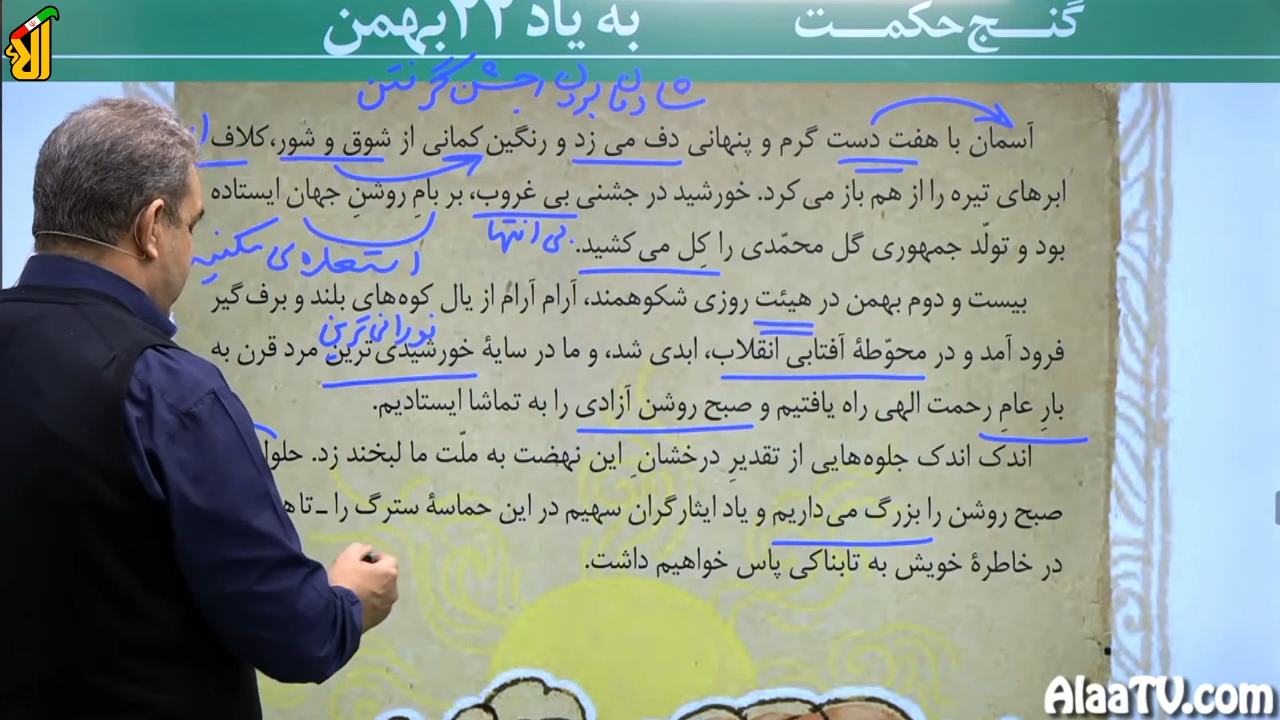 الا
گنج حکمت
به یاد ۲۲ بهمن
شادمان بودن، جشن گرفتن
آسمان با هفت دست گرم و پنهانی دف می زد و رنگین کمانی از شوق و شور، کلاف
ابرهای تیره را از هم باز می کرد. خورشید در جشنی بی غروب، بر بامِ روشنِ جهان ایستاده
بی انتها
استعاره ی مکنیه
بود و تولّد جمهوری گل محمّدی را کِل می کشید.
بیست و دوم بهمن در هیئت روزی شکوهمند، آرام آرام از یال کوه‌های بلند و برف گیر
نورانی ترین
فرود آمد و در محوّطهٔ آفتابی انقلاب، ابدی شد، و ما در سایهٔ خورشیدی ترین مرد قرن به
بارِ عامِ رحمت الهی راه یافتیم و صبح روشن آزادی را به تماشا ایستادیم.
اندک اندک جلوه‌هایی از تقدیرِ درخشانِ این نهضت به ملّت ما لبخند زد. حلوا
صبح روشن را بزرگ می‌داریم و یاد ایثارگران سهیم در این حماسهٔ سترگ را ـ تا
در خاطرهٔ خویش به تابناکی پاس خواهیم داشت.
AlaaTV.com